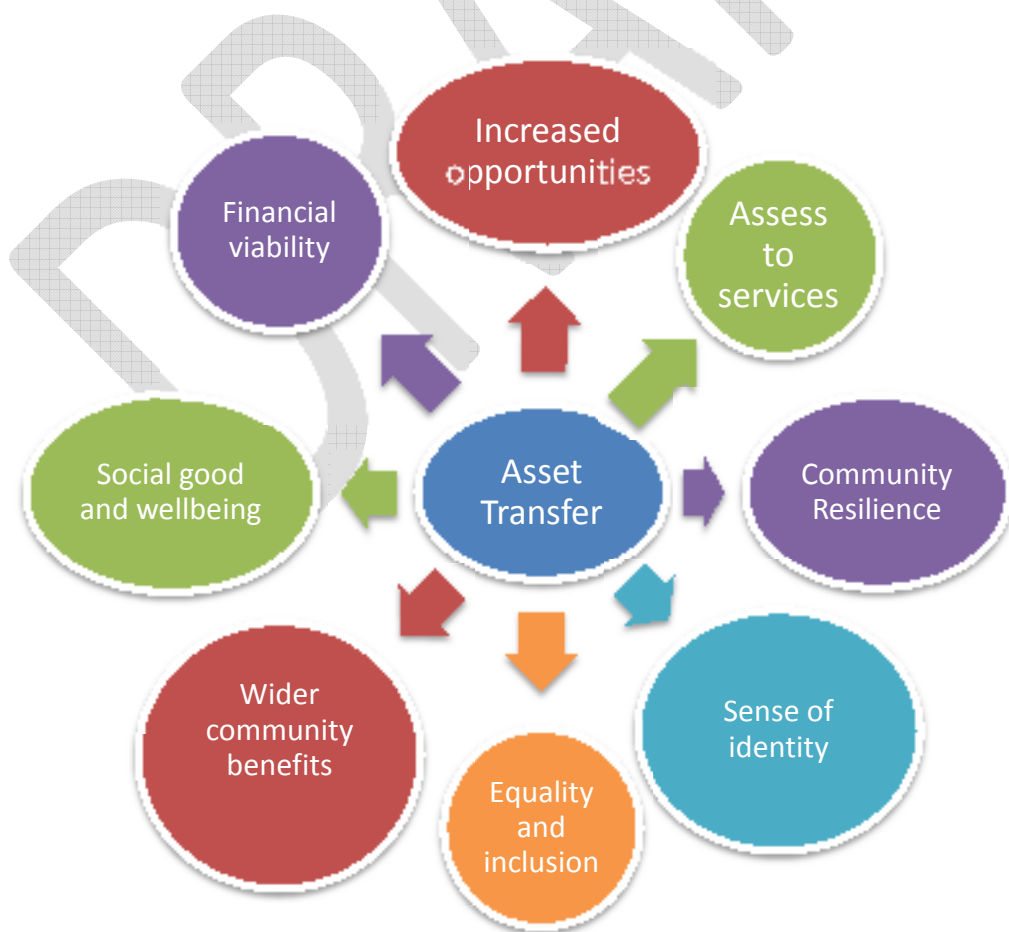 Increased
opportunities
Financial
viability
Assess
to
services
Social good
and wellbeing
Asset
Transfer
Community
Resilience
Wider
community
benefits
Sense of
identity
Equality
and
inclusion